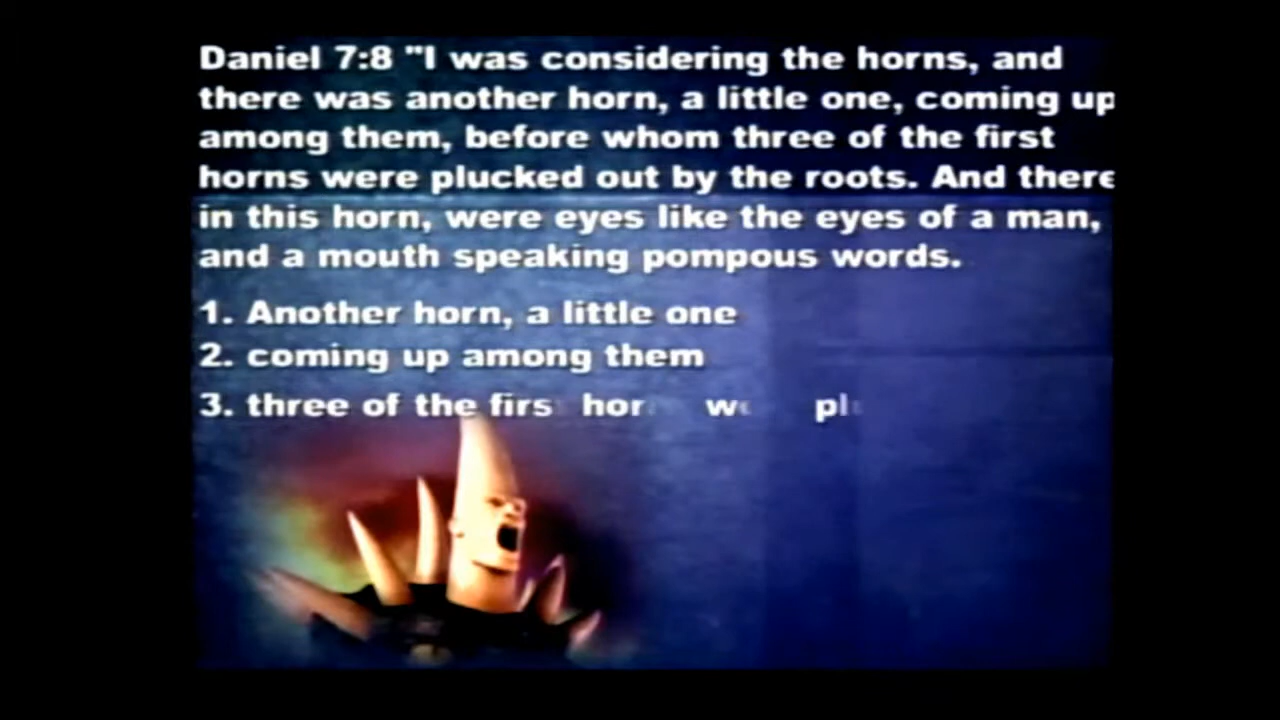 Daniel 7:8 "I was considering the horns, and
there was another horn, a little one, coming up
among them, before whom three of the first
horns were plucked out by the roots. And there
in this horn, were eyes like the eyes of a man,
and a mouth speaking pompous words.
1. Another horn, a little one
2. coming up among them
3. three of the firs hor